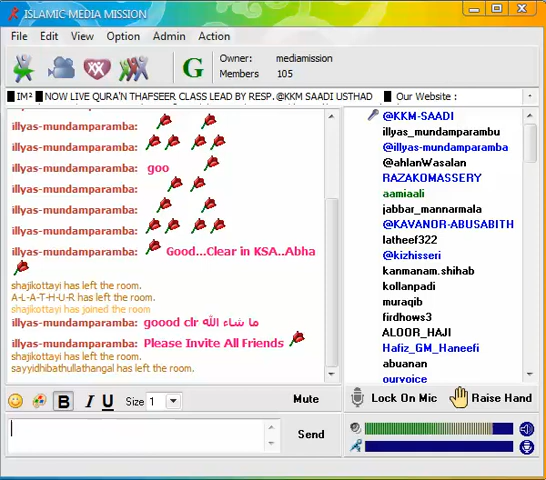 ISLAMIC MEDIA MISSION
File Edit View Option Admin Action
G
Owner: mediamission
Members 105
IM² NOW LIVE QURA'N THAFSEER CLASS LEAD BY RESP.@KKM SAADI USTHAD Our Website :
illyas-mundamparamba:
illyas-mundamparamba:
illyas-mundamparamba: goo
illyas-mundamparamba:
illyas-mundamparamba:
illyas-mundamparamba:
illyas-mundamparamba: Good...Clear in KSA..Abha
shajikottayi has left the room.
A-L-A-T-H-U-R has left the room.
shajikottayi has joined the room
illyas-mundamparamba: goood clr ما شاء الله
illyas-mundamparamba: Please Invite All Friends
shajikottayi has left the room.
sayyidhibathullathangal has left the room.
@KKM-SAADI
illyas_mundamparambu
@illyas-mundamparamba
@ahlanWasalan
RAZAKOMASSERY
aamiaali
jabbar_mannarmala
@KAVANOR-ABUSABITH
latheef322
@kizhisseri
kanmanam.shihab
kollanpadi
muraqib
firdhows3
ALOOR_HAJI
Hafiz_GM_Haneefi
abuanan
ourvoice
B I U Size 1 Mute
Lock On Mic Raise Hand
Send